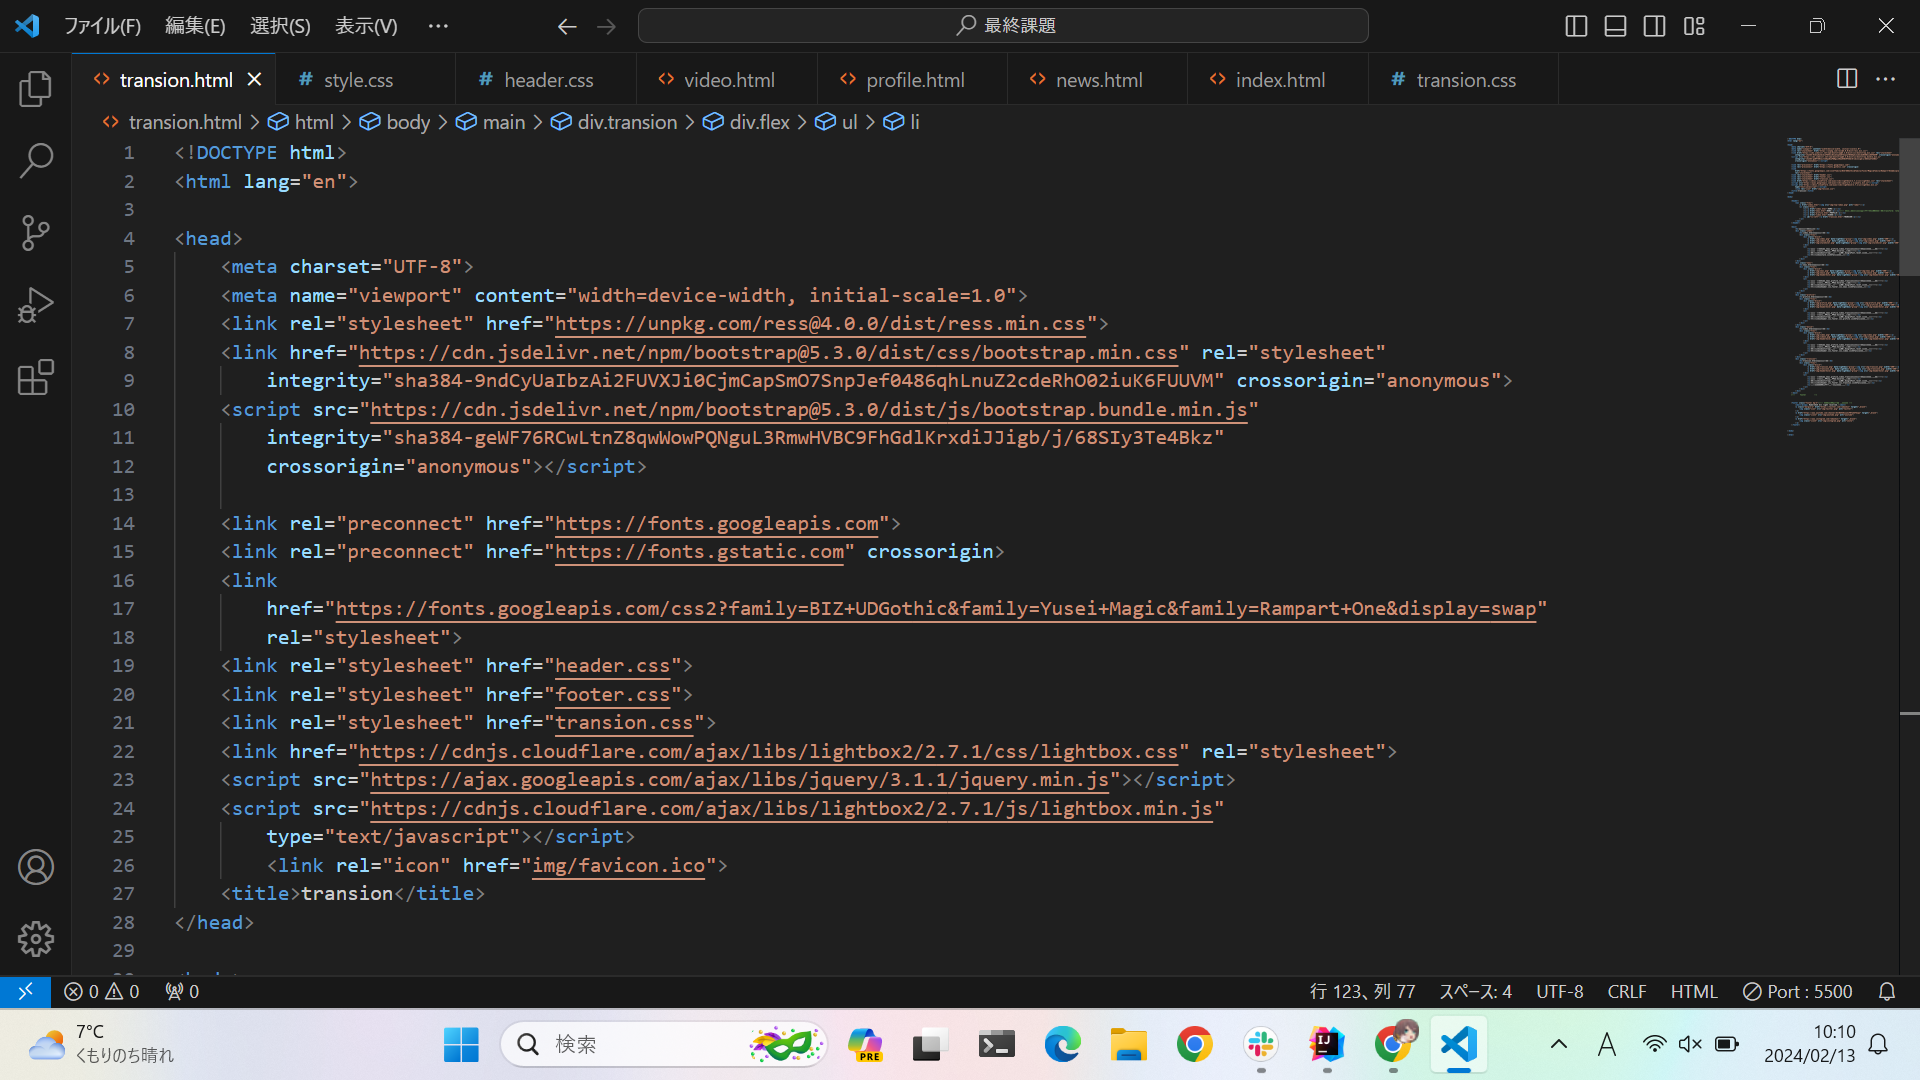 ファイル(F) 編集(E) 選択(S) 表示(V) ··· 最終課題
transion.html style.css header.css video.html profile.html news.html index.html transion.css
transion.html > html > body > main > div.transion > div.flex > ul > li
1 <!DOCTYPE html>
2 <html lang="en">
3
4 <head>
5 <meta charset="UTF-8">
6 <meta name="viewport" content="width=device-width, initial-scale=1.0">
7 <link rel="stylesheet" href="https://unpkg.com/ress@4.0.0/dist/ress.min.css">
8 <link href="https://cdn.jsdelivr.net/npm/bootstrap@5.3.0/dist/css/bootstrap.min.css" rel="stylesheet"
9 integrity="sha384-9ndCyUaIbzAi2FUVXJi0CjmCapSmO7SnpJef0486qhLnuZ2cdeRhO02iuK6FUUVM" crossorigin="anonymous">
10 <script src="https://cdn.jsdelivr.net/npm/bootstrap@5.3.0/dist/js/bootstrap.bundle.min.js"
11 integrity="sha384-geWF76RCwLtnZ8qwWowPQNguL3RmwHVBC9FhGdlKrxdiJJigb/j/68SIy3Te4Bkz"
12 crossorigin="anonymous"></script>
13
14 <link rel="preconnect" href="https://fonts.googleapis.com">
15 <link rel="preconnect" href="https://fonts.gstatic.com" crossorigin>
16 <link
17 href="https://fonts.googleapis.com/css2?family=BIZ+UDGothic&family=Yusei+Magic&family=Rampart+One&display=swap"
18 rel="stylesheet">
19 <link rel="stylesheet" href="header.css">
20 <link rel="stylesheet" href="footer.css">
21 <link rel="stylesheet" href="transion.css">
22 <link href="https://cdnjs.cloudflare.com/ajax/libs/lightbox2/2.7.1/css/lightbox.css" rel="stylesheet">
23 <script src="https://ajax.googleapis.com/ajax/libs/jquery/3.1.1/jquery.min.js"></script>
24 <script src="https://cdnjs.cloudflare.com/ajax/libs/lightbox2/2.7.1/js/lightbox.min.js"
25 type="text/javascript"></script>
26 <link rel="icon" href="img/favicon.ico">
27 <title>transion</title>
28 </head>
29
0 0 0 行 123、列 77 スペース: 4 UTF-8 CRLF HTML Port : 5500
7°C
くもりのち晴れ
検索
PRE
IJ
A
10:10
2024/02/13